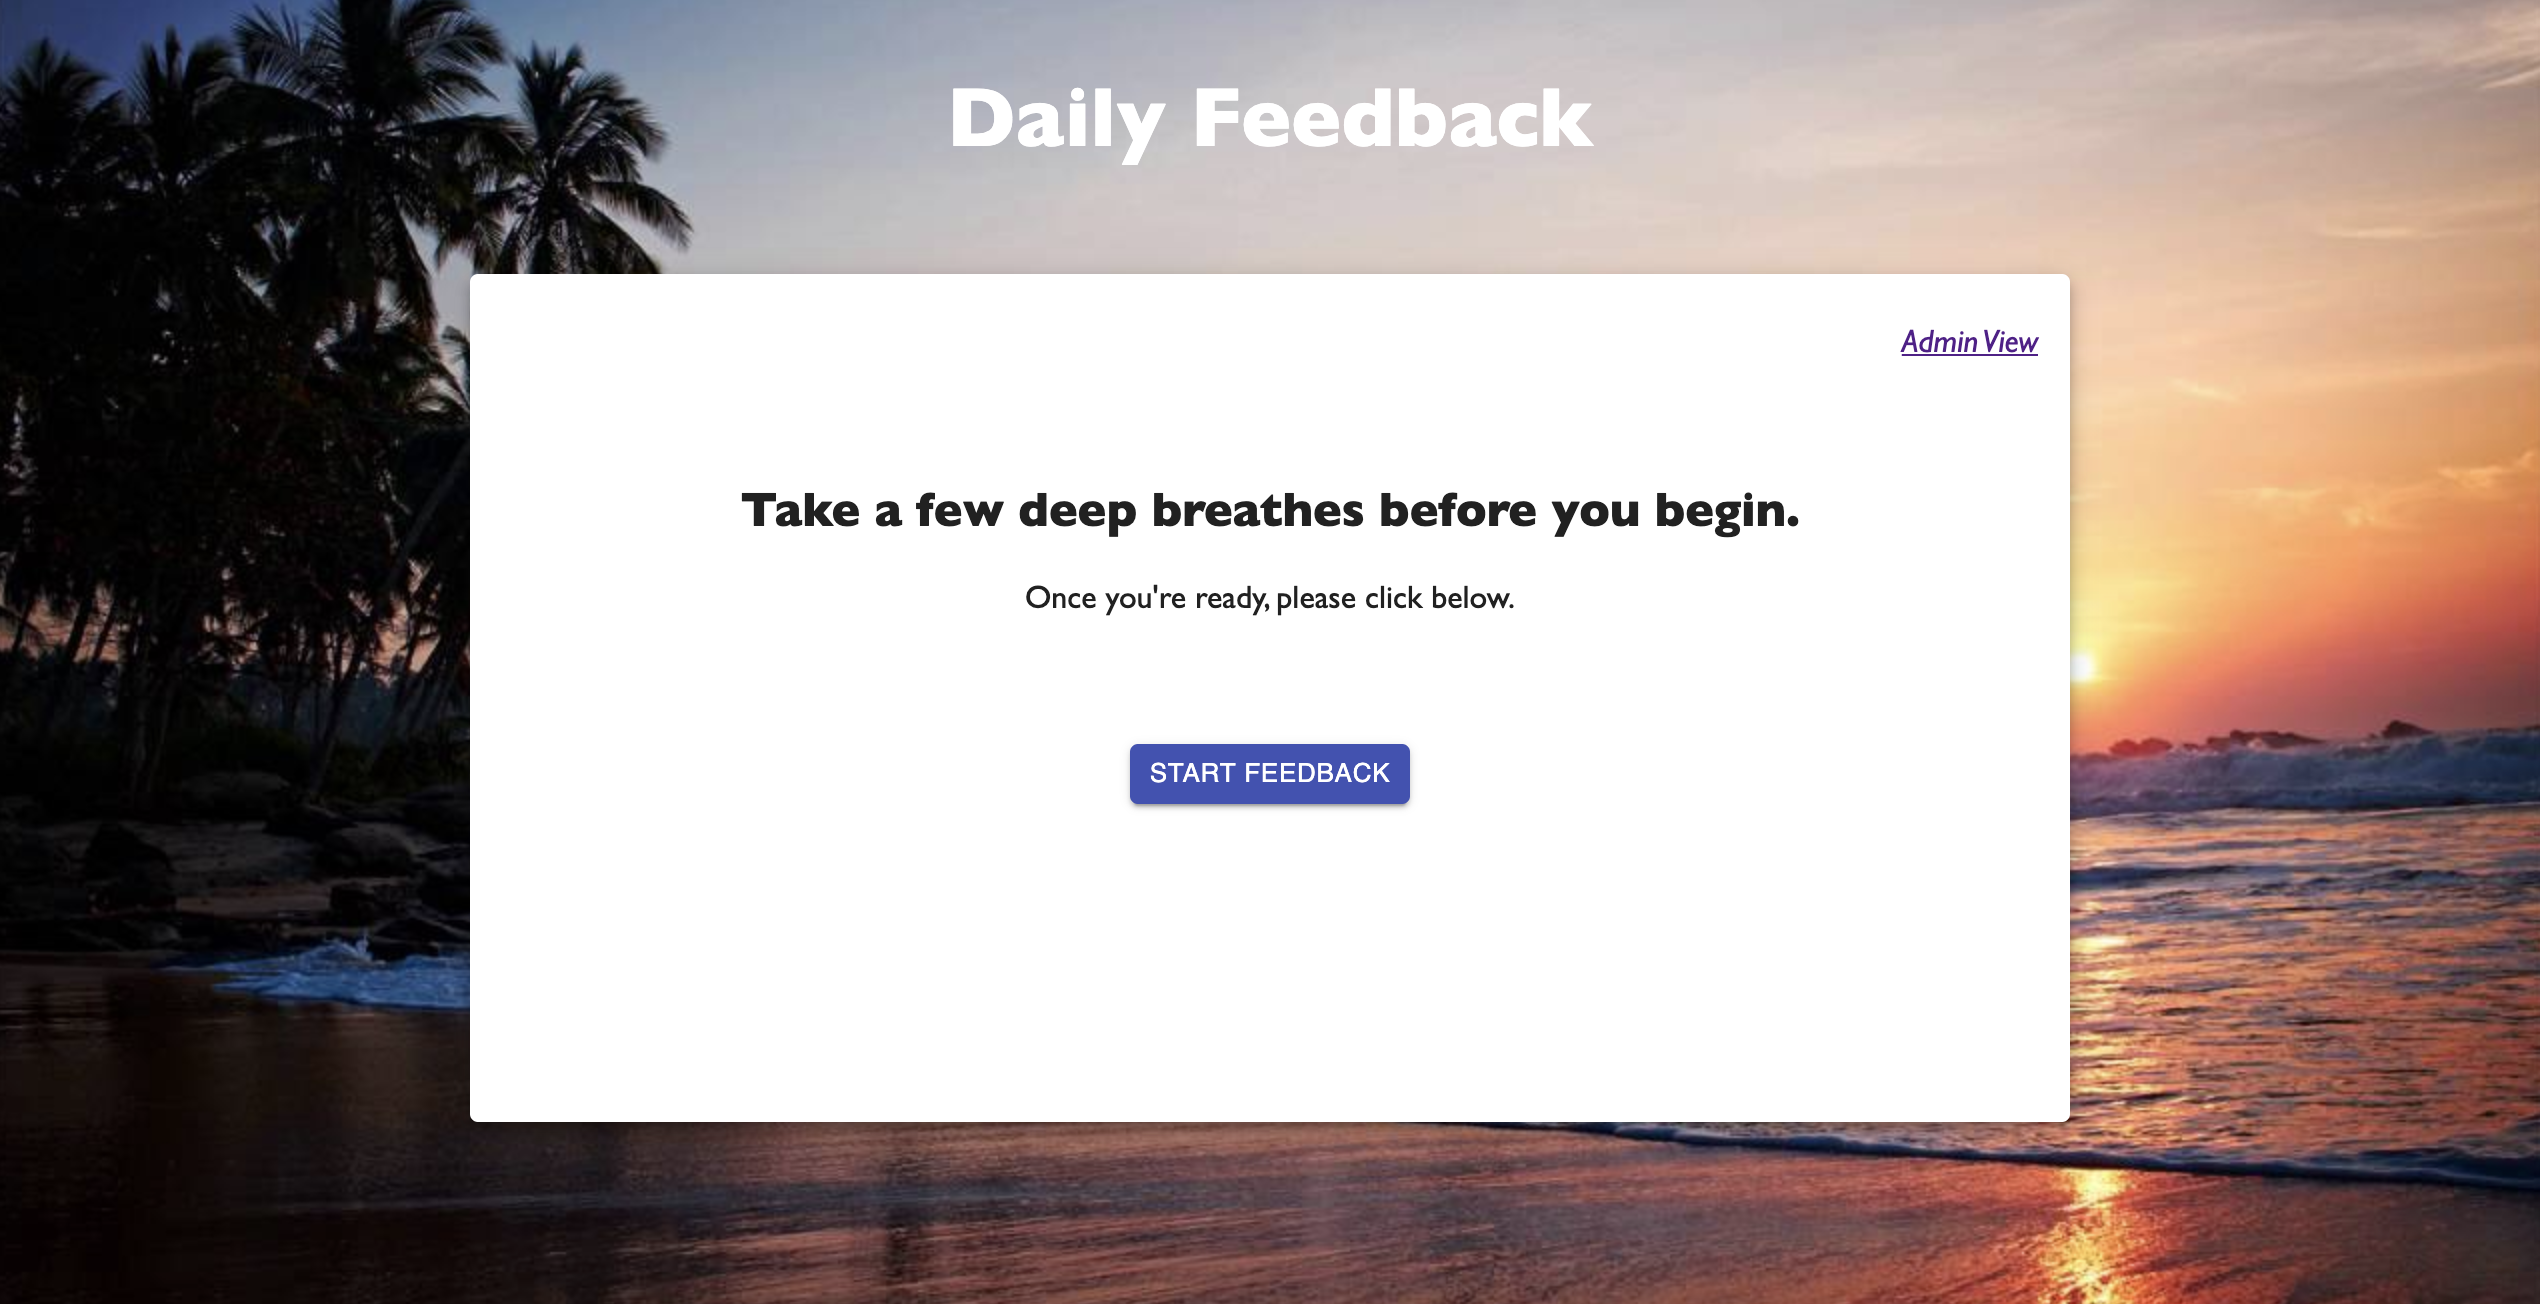 Daily Feedback
Admin View
Take a few deep breathes before you begin.
Once you're ready, please click below.
START FEEDBACK